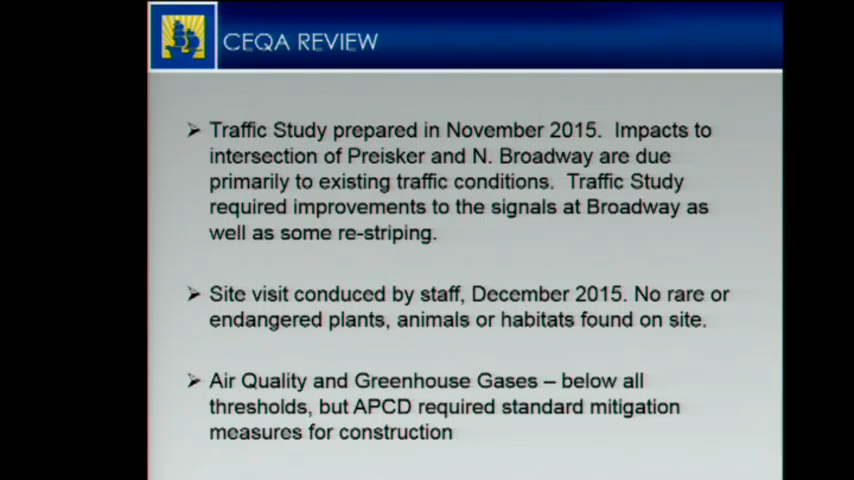 CEQA REVIEW
➢ Traffic Study prepared in November 2015. Impacts to
intersection of Preisker and N. Broadway are due
primarily to existing traffic conditions. Traffic Study
required improvements to the signals at Broadway as
well as some re-striping.
➢ Site visit conduced by staff, December 2015. No rare or
endangered plants, animals or habitats found on site.
➢ Air Quality and Greenhouse Gases – below all
thresholds, but APCD required standard mitigation
measures for construction